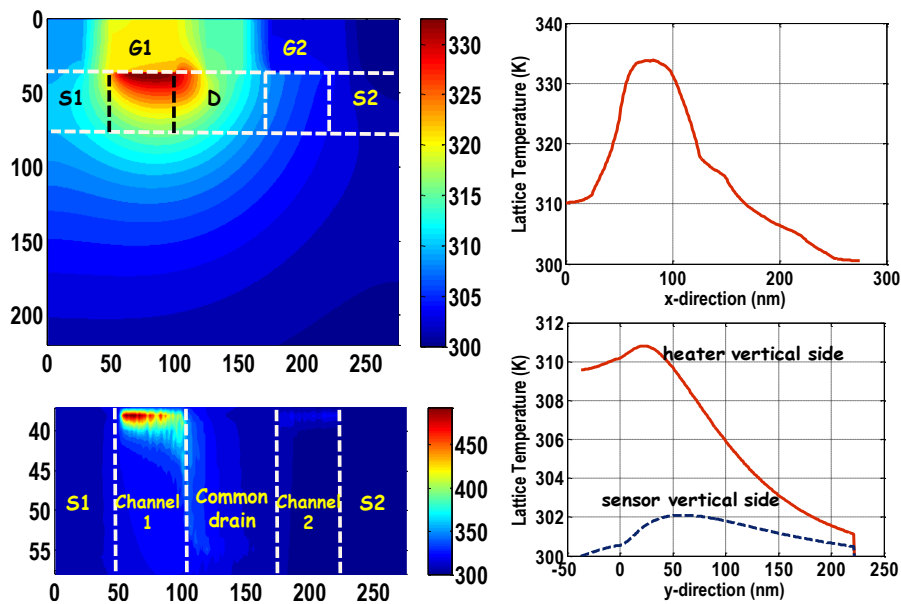 0
50
100
150
200
0 50 100 150 200 250
G1 G2
S1 D S2
330
325
320
315
310
305
300
Lattice Temperature (K)
340
330
320
310
300
0 100 200 300
x-direction (nm)
40
45
50
55
0 50 100 150 200 250
S1 Channel 1 Common drain Channel 2 S2
450
400
350
300
Lattice Temperature (K)
312
310
308
306
304
302
300
heater vertical side
sensor vertical side
-50 0 50 100 150 200 250
y-direction (nm)